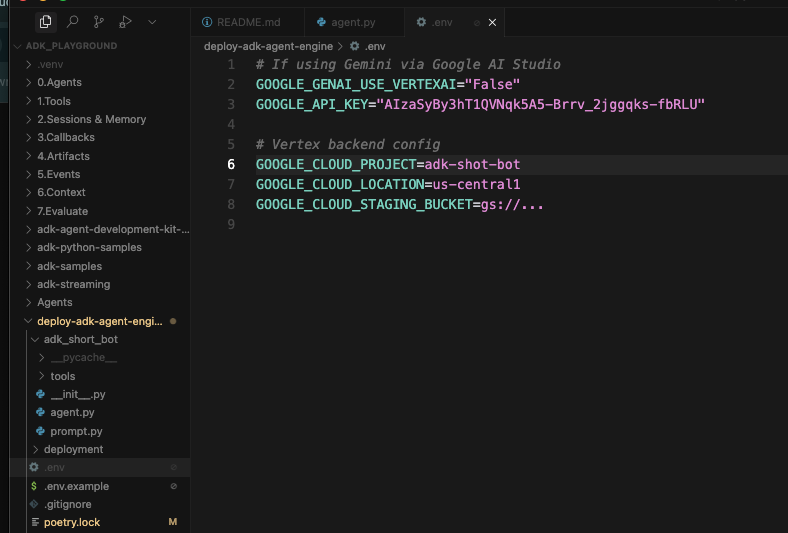 README.md
agent.py
.env
ADK_PLAYGROUND
.venv
0.Agents
1.Tools
2.Sessions & Memory
3.Callbacks
4.Artifacts
5.Events
6.Context
7.Evaluate
adk-agent-development-kit-...
adk-python-samples
adk-samples
adk-streaming
Agents
deploy-adk-agent-engi...
adk_short_bot
__pycache__
tools
__init__.py
agent.py
prompt.py
deployment
.env
$ .env.example
.gitignore
poetry.lock M
deploy-adk-agent-engine > .env
1 # If using Gemini via Google AI Studio
2 GOOGLE_GENAI_USE_VERTEXAI="False"
3 GOOGLE_API_KEY="AIzaSyBy3hT1QVNqk5A5-Brrv_2jggqks-fbRLU"
4
5 # Vertex backend config
6 GOOGLE_CLOUD_PROJECT=adk-shot-bot
7 GOOGLE_CLOUD_LOCATION=us-central1
8 GOOGLE_CLOUD_STAGING_BUCKET=gs://...
9